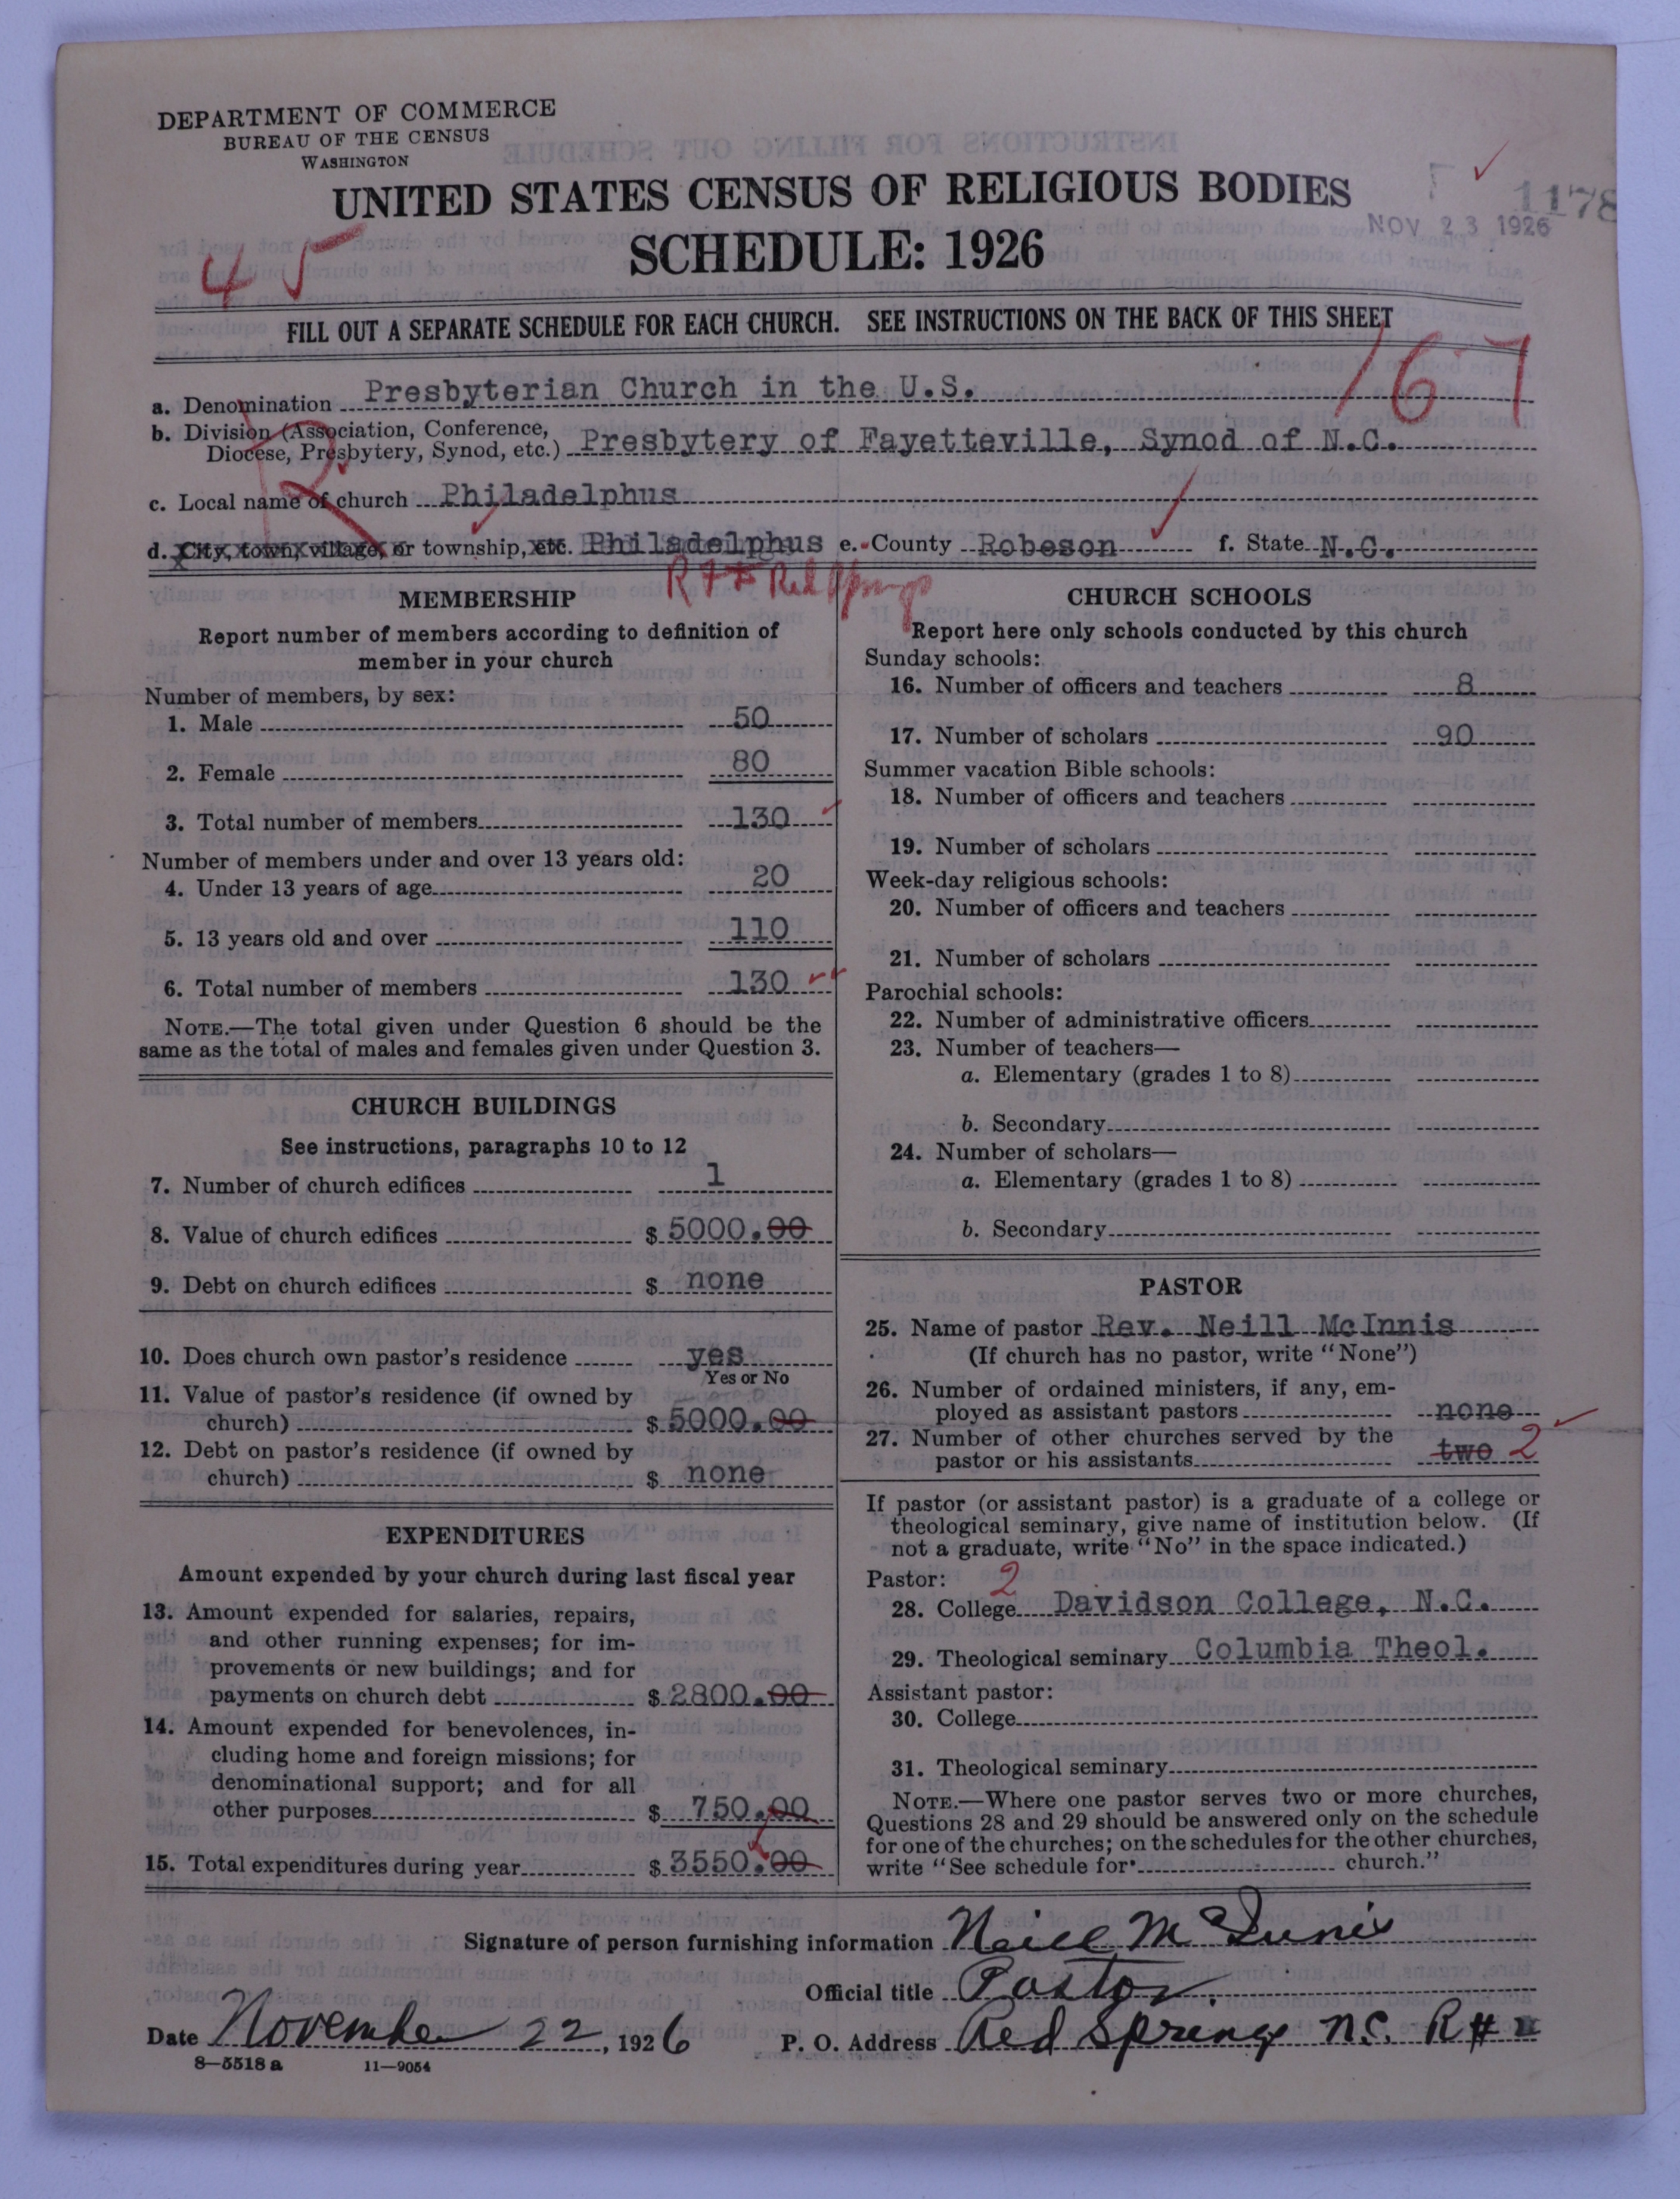 DEPARTMENT OF COMMERCE
BUREAU OF THE CENSUS
WASHINGTON
UNITED STATES CENSUS OF RELIGIOUS BODIES
1178
NOV 23 1926
SCHEDULE: 1926
45
FILL OUT A SEPARATE SCHEDULE FOR EACH CHURCH. SEE INSTRUCTIONS ON THE BACK OF THIS SHEET
167
a. Denomination Presbyterian Church in the U.S.
b. Division (Association, Conference,
Diocese, Presbytery, Synod, etc.) Presbytery of Fayetteville, Synod of N.C.
c. Local name of church Philadelphus
d. City, town, village, or township, etc. Philadelphus e. County Robeson f. State N.C.
Red Springs
MEMBERSHIP
Report number of members according to definition of
member in your church
Number of members, by sex:
1. Male 50
2. Female 80
3. Total number of members 130
Number of members under and over 13 years old:
4. Under 13 years of age 20
5. 13 years old and over 110
6. Total number of members 130
NOTE.—The total given under Question 6 should be the
same as the total of males and females given under Question 3.
CHURCH BUILDINGS
See instructions, paragraphs 10 to 12
7. Number of church edifices 1
8. Value of church edifices $ 5000.00
9. Debt on church edifices $ none
10. Does church own pastor's residence yes
Yes or No
11. Value of pastor's residence (if owned by
church) $ 5000.00
12. Debt on pastor's residence (if owned by
church) $ none
EXPENDITURES
Amount expended by your church during last fiscal year
13. Amount expended for salaries, repairs,
and other running expenses; for im-
provements or new buildings; and for
payments on church debt $ 2800.00
14. Amount expended for benevolences, in-
cluding home and foreign missions; for
denominational support; and for all
other purposes $ 750.00
15. Total expenditures during year $ 3550.00
CHURCH SCHOOLS
Report here only schools conducted by this church
Sunday schools:
16. Number of officers and teachers 8
17. Number of scholars 90
Summer vacation Bible schools:
18. Number of officers and teachers
19. Number of scholars
Week-day religious schools:
20. Number of officers and teachers
21. Number of scholars
Parochial schools:
22. Number of administrative officers
23. Number of teachers—
a. Elementary (grades 1 to 8)
b. Secondary
24. Number of scholars—
a. Elementary (grades 1 to 8)
b. Secondary
PASTOR
25. Name of pastor Rev. Neill McInnis
(If church has no pastor, write "None")
26. Number of ordained ministers, if any, em-
ployed as assistant pastors none
27. Number of other churches served by the
pastor or his assistants two 2
If pastor (or assistant pastor) is a graduate of a college or
theological seminary, give name of institution below. (If
not a graduate, write "No" in the space indicated.)
Pastor: 2
28. College Davidson College, N.C.
29. Theological seminary Columbia Theol.
Assistant pastor:
30. College
31. Theological seminary
NOTE.—Where one pastor serves two or more churches,
Questions 28 and 29 should be answered only on the schedule
for one of the churches; on the schedules for the other churches,
write "See schedule for church."
Signature of person furnishing information Neill McInnis
Official title Pastor.
Date November 22, 1926 P. O. Address Red Springs N.C. R#
8—5518a 11—9054